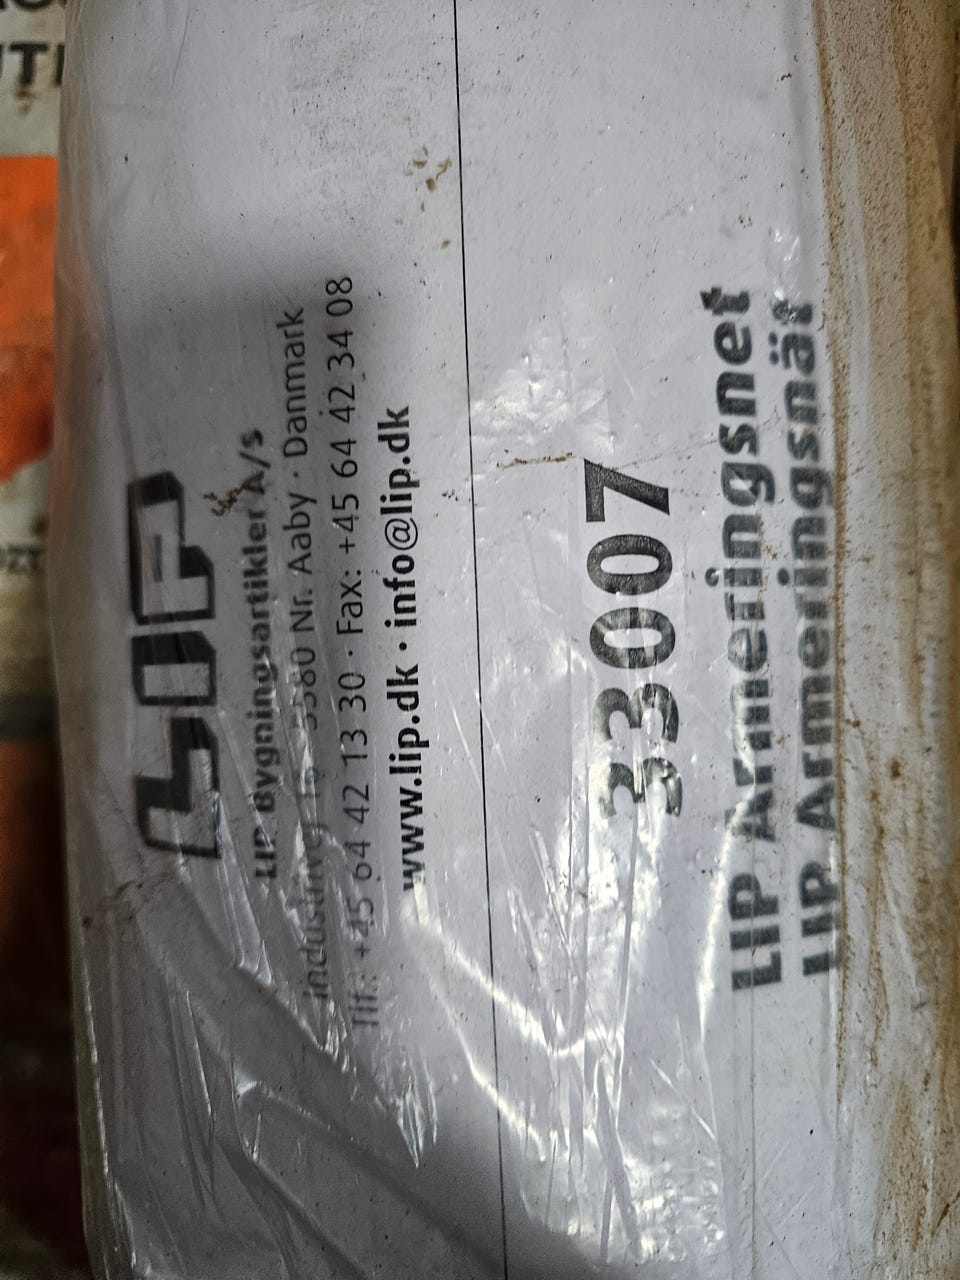 LIP
LIP Bygningsartikler A/S
Industrivej 5580 Nr. Aaby · Danmark
Tlf.: +45 64 42 13 30 · Fax: +45 64 42 34 08
www.lip.dk · info@lip.dk
33007
LIP Armeringsnet
LIP Armeringsnät